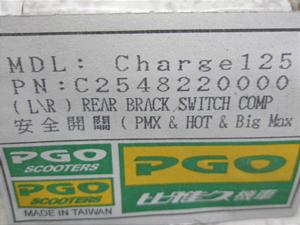 MDL: Charge125
PN:C2548220000
(L&R) REAR BRACK SWITCH COMP
安全開關 (PMX & HOT & Big Max
PGO
SCOOTERS
PGO
SCOOTERS
MADE IN TAIWAN
PGO
比雅久機車